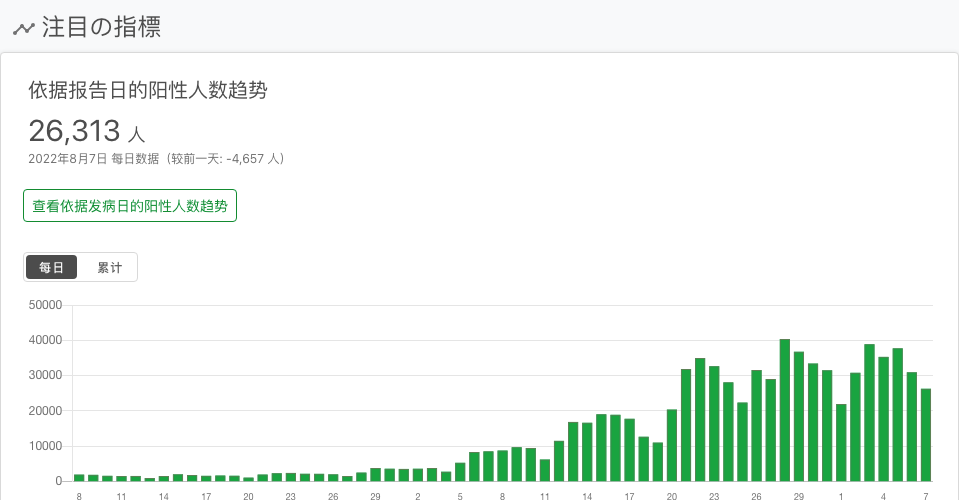 注目の指標
依据报告日的阳性人数趋势
26,313 人
2022年8月7日 每日数据（较前一天: -4,657 人）
查看依据发病日的阳性人数趋势
每日 累计
50000
40000
30000
20000
10000
0
8 11 14 17 20 23 26 29 2 5 8 11 14 17 20 23 26 29 1 4 7